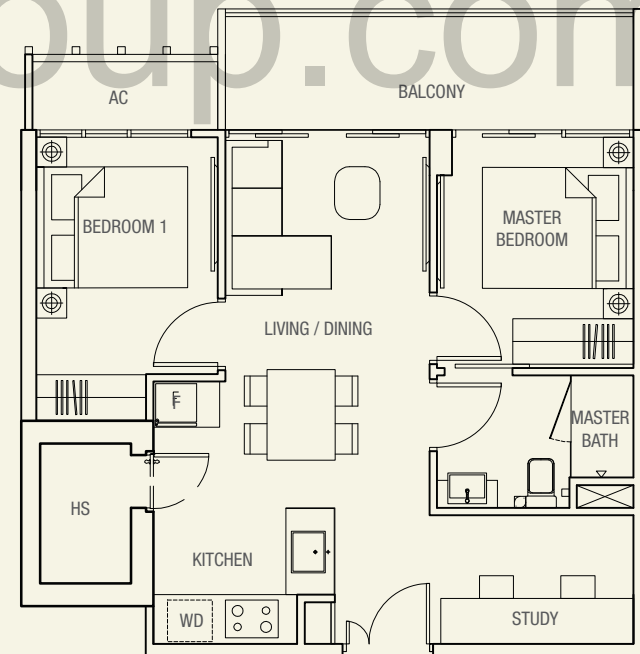 oup.com
AC
BALCONY
BEDROOM 1
MASTER
BEDROOM
LIVING / DINING
F
MASTER
BATH
HS
KITCHEN
WD
STUDY